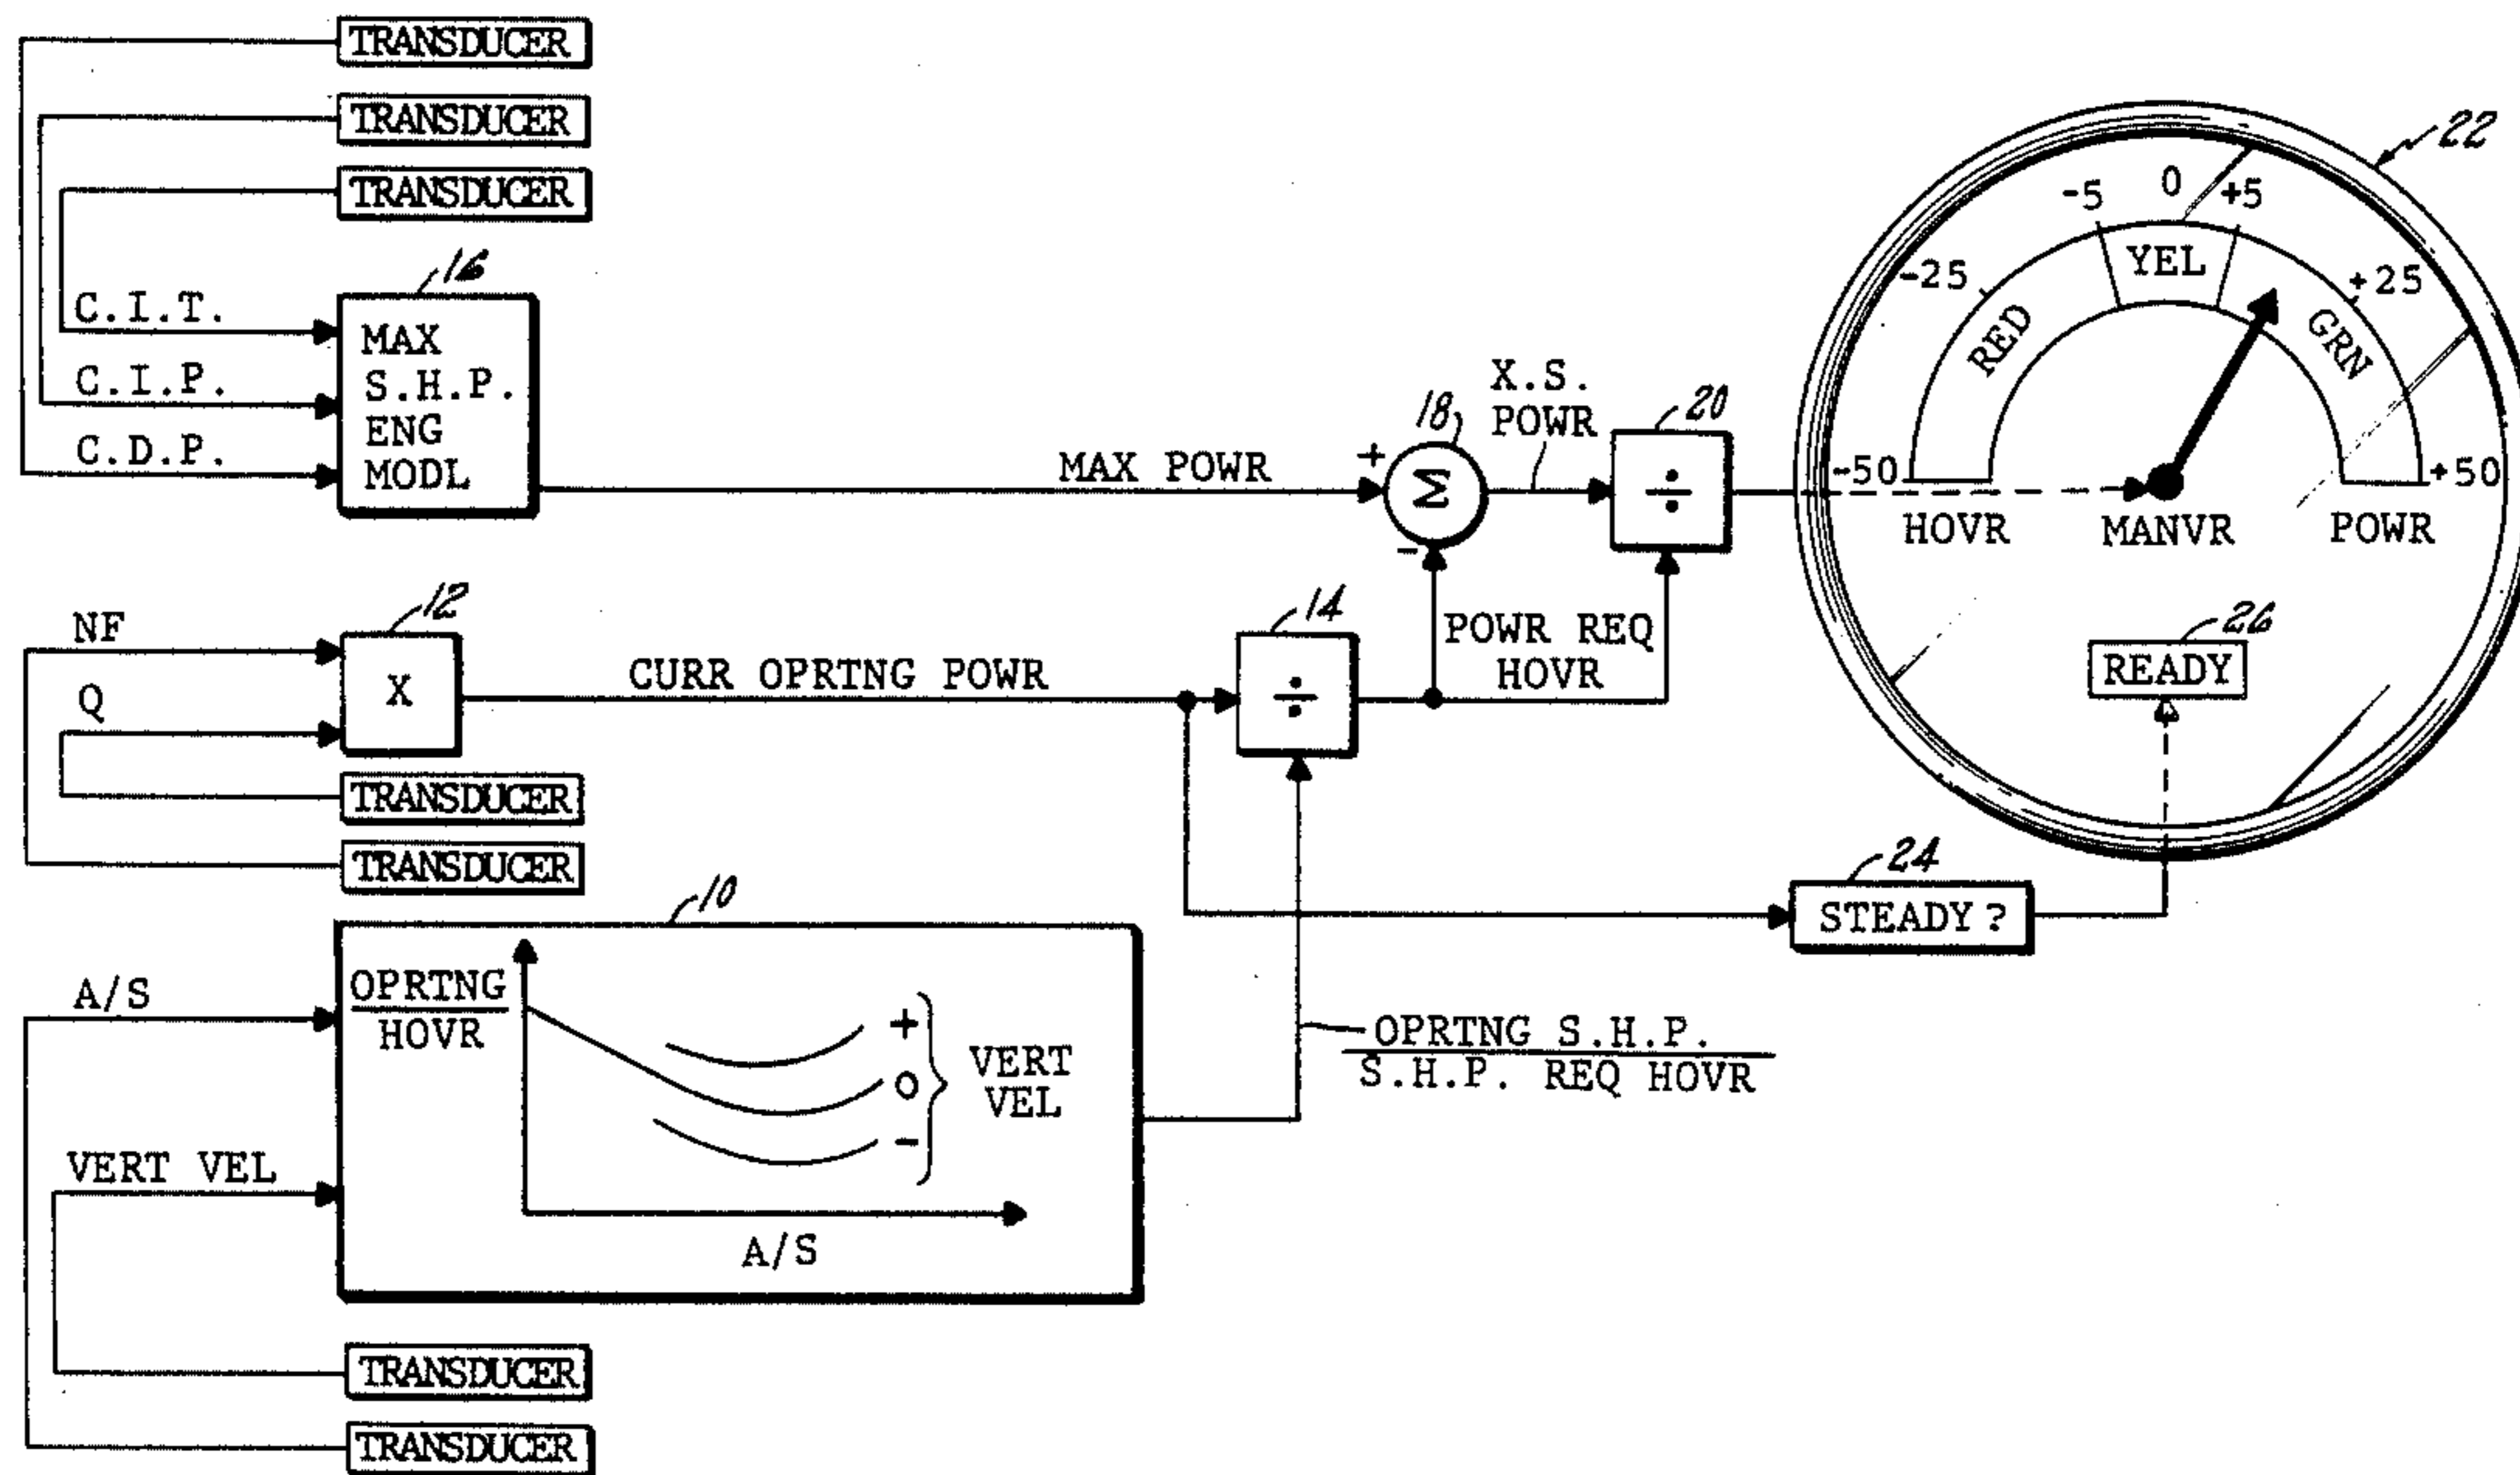 TRANSDUCER
TRANSDUCER
TRANSDUCER
16
C.I.T.
C.I.P.
C.D.P.
MAX
S.H.P.
ENG
MODL
MAX POWR
+
-
18
Σ
X.S.
POWR
20
÷
22
-50
-25
-5
0
+5
+25
+50
RED
YEL
GRN
HOVR
MANVR
POWR
26
READY
NF
Q
12
X
CURR OPRTNG POWR
14
÷
POWR REQ
HOVR
TRANSDUCER
TRANSDUCER
24
STEADY?
10
A/S
VERT VEL
OPRTNG
HOVR
+
0
-
VERT
VEL
A/S
OPRTNG S.H.P.
S.H.P. REQ HOVR
TRANSDUCER
TRANSDUCER